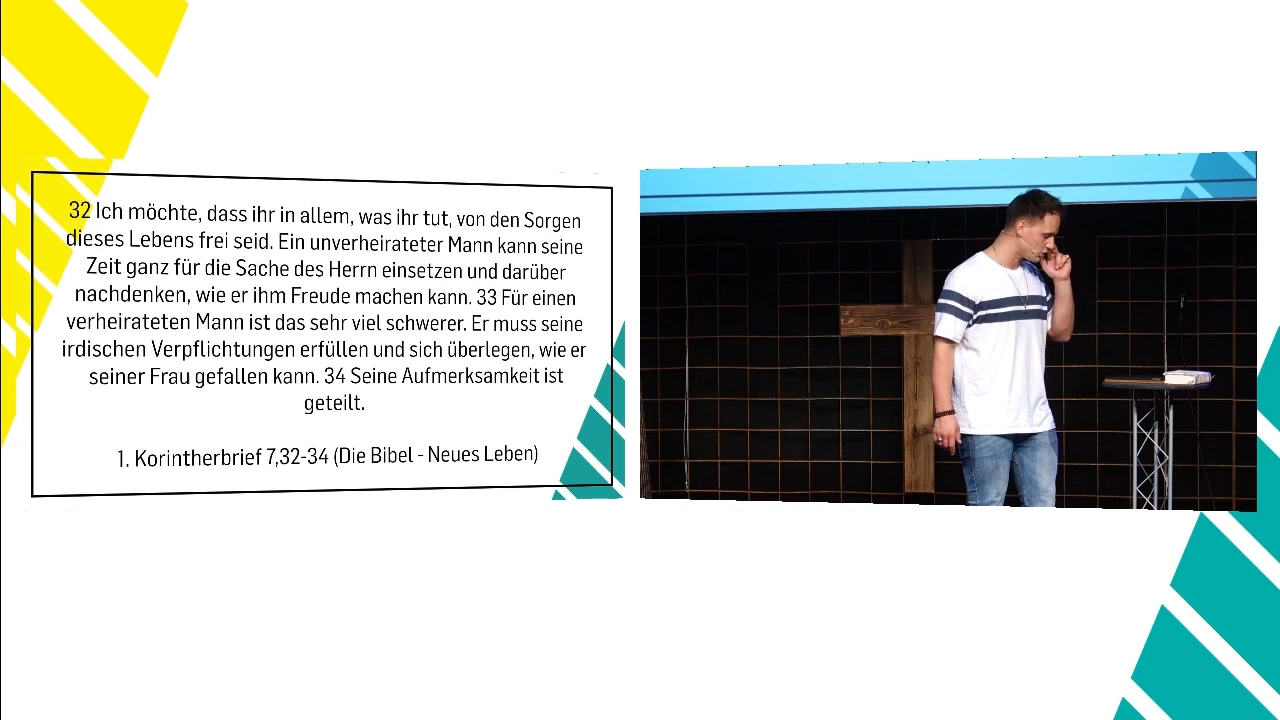 32 Ich möchte, dass ihr in allem, was ihr tut, von den Sorgen
dieses Lebens frei seid. Ein unverheirateter Mann kann seine
Zeit ganz für die Sache des Herrn einsetzen und darüber
nachdenken, wie er ihm Freude machen kann. 33 Für einen
verheirateten Mann ist das sehr viel schwerer. Er muss seine
irdischen Verpflichtungen erfüllen und sich überlegen, wie er
seiner Frau gefallen kann. 34 Seine Aufmerksamkeit ist
geteilt.
1. Korintherbrief 7,32-34 (Die Bibel - Neues Leben)